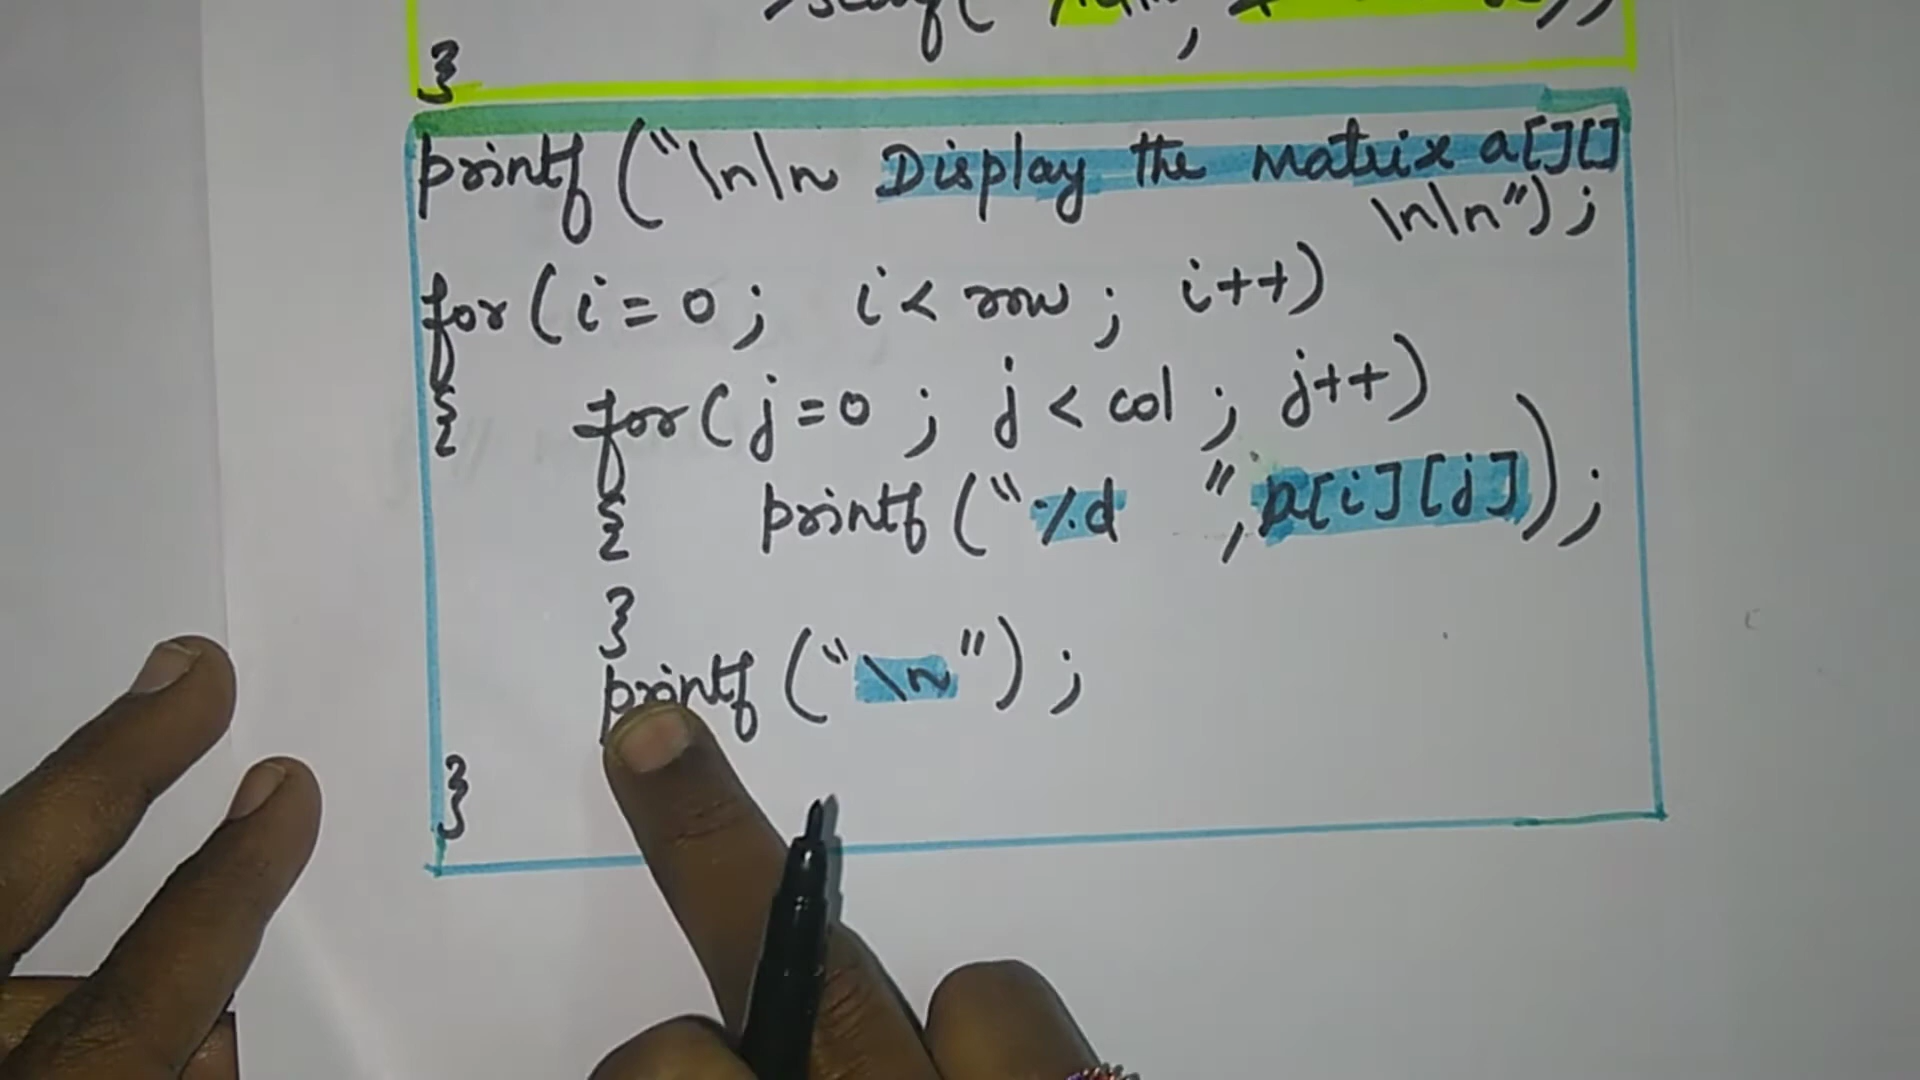 }
printf ("\n\n Display the matrix a[][]
\n\n");
for ( i = 0 ; i < row ; i++)
{ for ( j = 0 ; j < col ; j++)
{ printf ("%d ", a[i][j]);
}
printf ("\n") ;
}